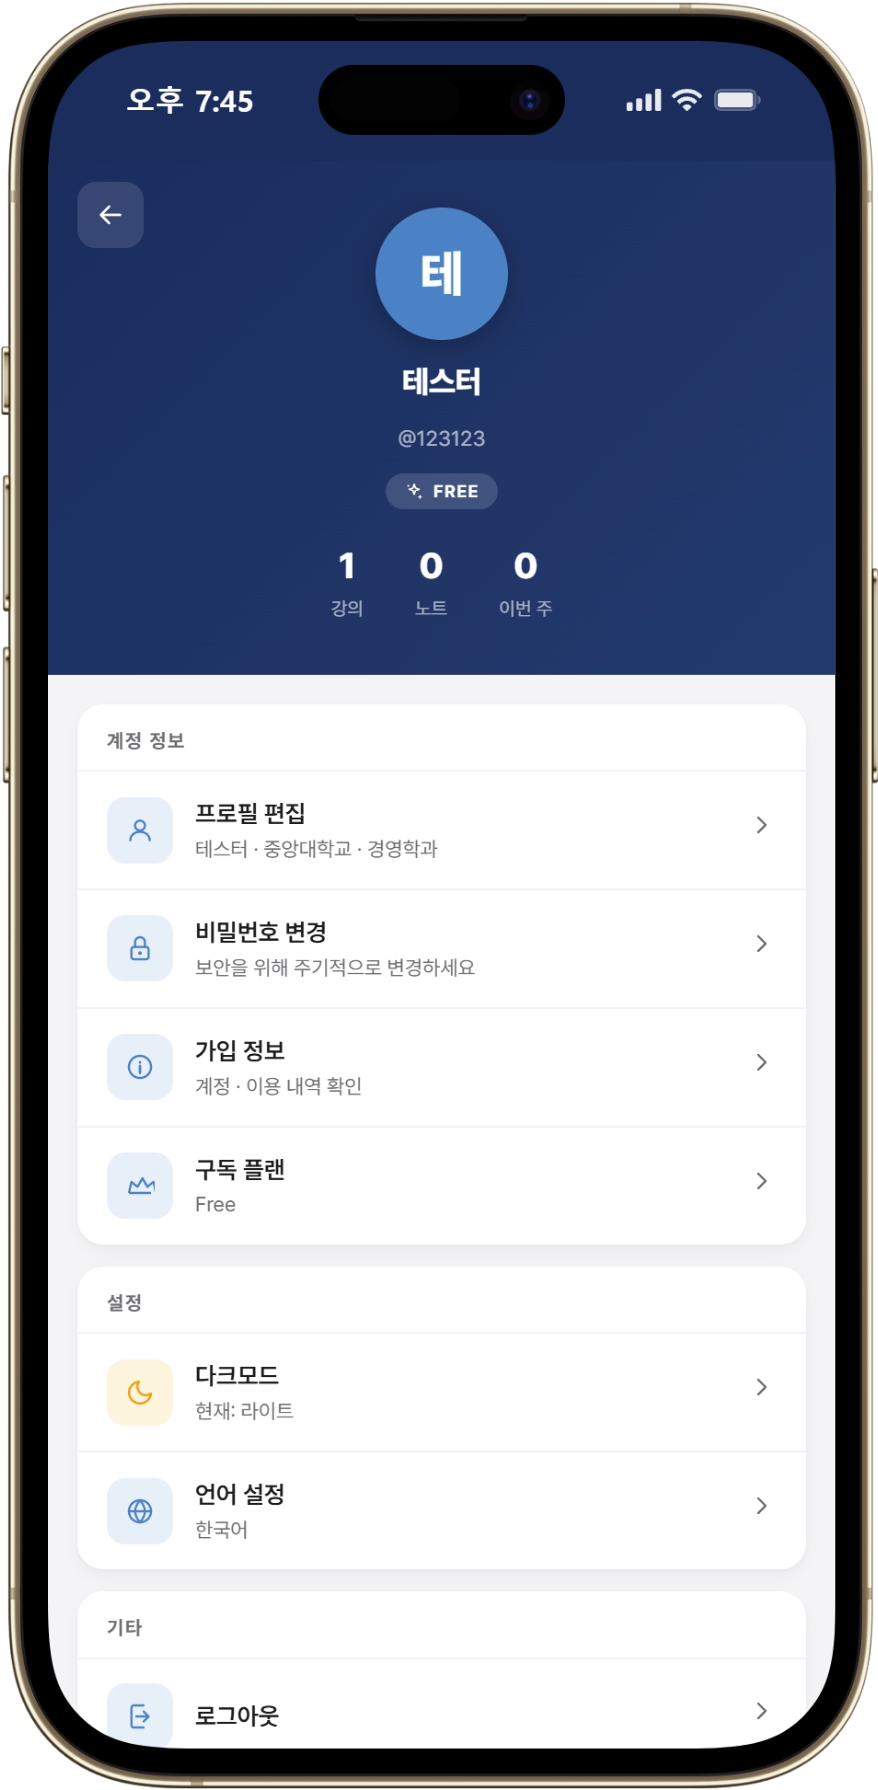 오후 7:45
테
테스터
@123123
FREE
1 0 0
강의 노트 이번 주
계정 정보
프로필 편집
테스터 · 중앙대학교 · 경영학과
비밀번호 변경
보안을 위해 주기적으로 변경하세요
가입 정보
계정 · 이용 내역 확인
구독 플랜
Free
설정
다크모드
현재: 라이트
언어 설정
한국어
기타
로그아웃